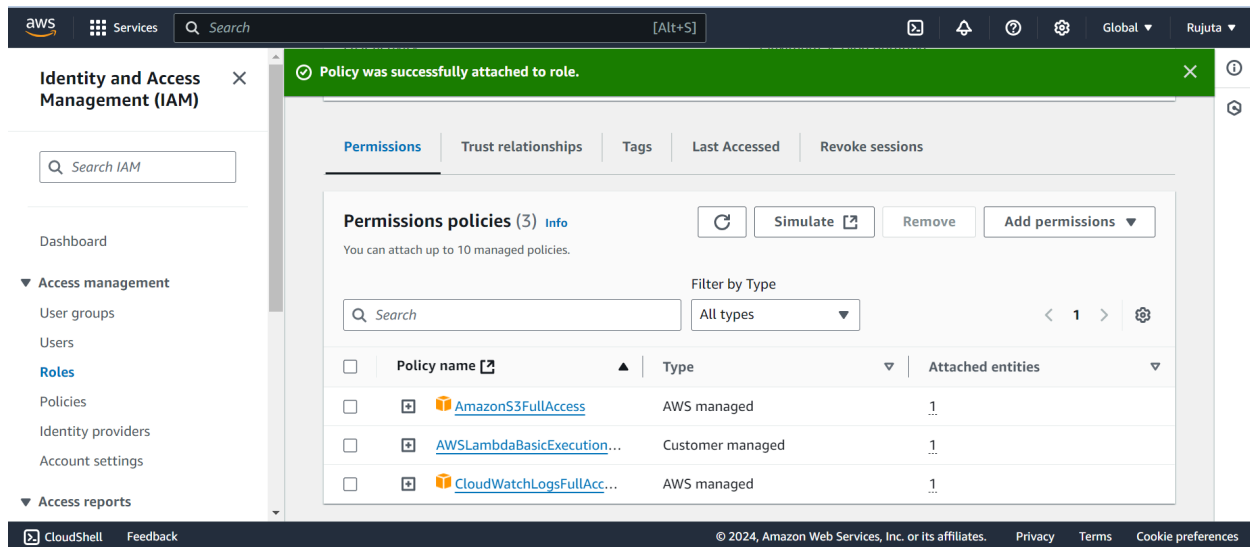 aws
Services
Search
[Alt+S]
Global
Rujuta
Identity and Access
Management (IAM)
Search IAM
Dashboard
Access management
User groups
Users
Roles
Policies
Identity providers
Account settings
Access reports
Policy was successfully attached to role.
Permissions
Trust relationships
Tags
Last Accessed
Revoke sessions
Permissions policies (3) Info
Simulate
Remove
Add permissions
You can attach up to 10 managed policies.
Filter by Type
Search
All types
1
Policy name
Type
Attached entities
AmazonS3FullAccess
AWS managed
1
AWSLambdaBasicExecution...
Customer managed
1
CloudWatchLogsFullAcc...
AWS managed
1
CloudShell
Feedback
© 2024, Amazon Web Services, Inc. or its affiliates.
Privacy
Terms
Cookie preferences